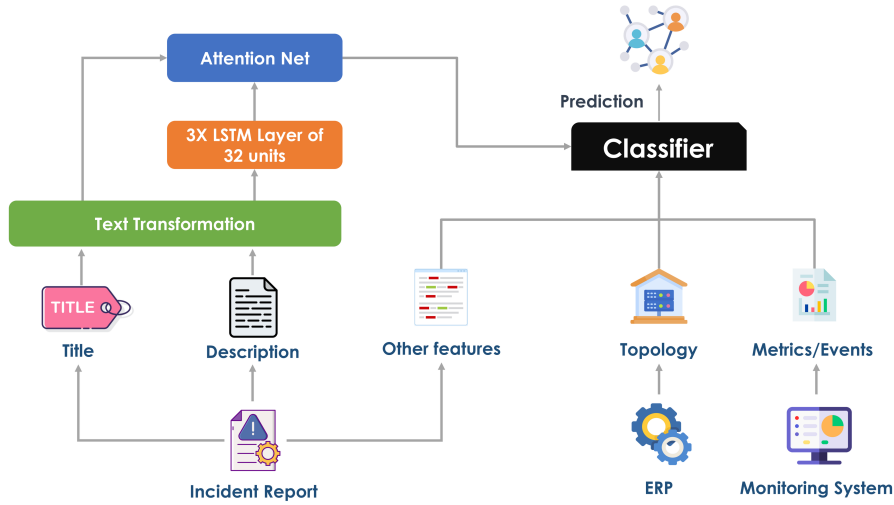 Attention Net
Prediction
3X LSTM Layer of
32 units
Classifier
Text Transformation
TITLE
Title
Description
Other features
Topology
Metrics/Events
Incident Report
ERP
Monitoring System